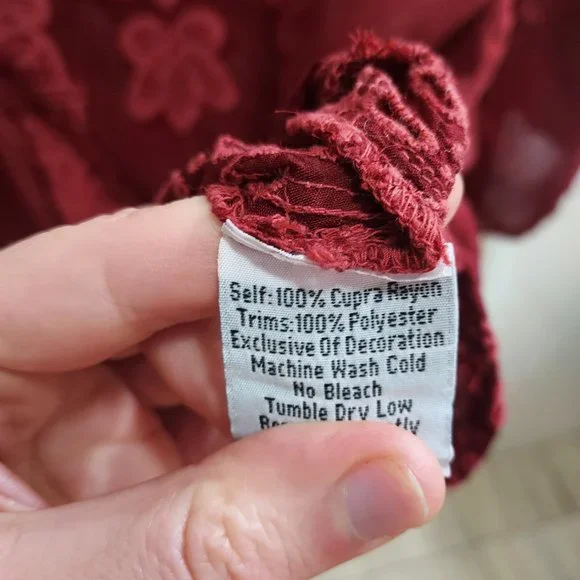 Self:100% Cupra Rayon
Trims:100% Polyester
Exclusive Of Decoration
Machine Wash Cold
No Bleach
Tumble Dry Low